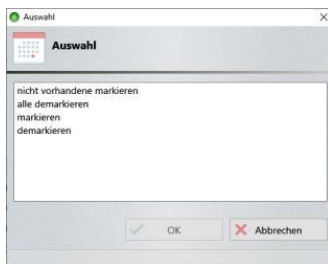 Auswahl
Auswahl
nicht vorhandene markieren
alle demarkieren
markieren
demarkieren
OK
Abbrechen